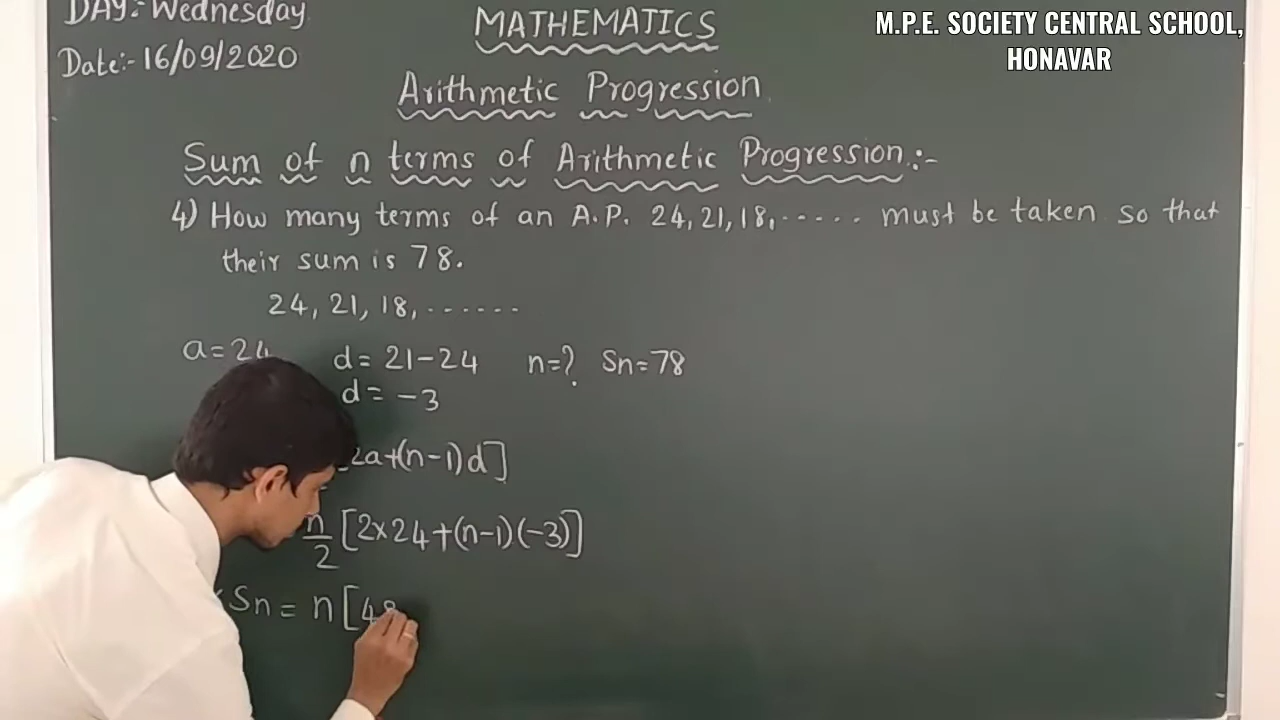 DAY:- Wednesday
Date:- 16/09/2020
MATHEMATICS
M.P.E. SOCIETY CENTRAL SCHOOL,
HONAVAR
Arithmetic Progression
Sum of n terms of Arithmetic Progression:-
4) How many terms of an A.P. 24, 21, 18, ..... must be taken so that
their sum is 78.
24, 21, 18, ......
a=24 d= 21-24 n=? Sn=78
d= -3
2a+(n-1)d]
n/2 [2×24+(n-1)(-3)]
Sn = n [48